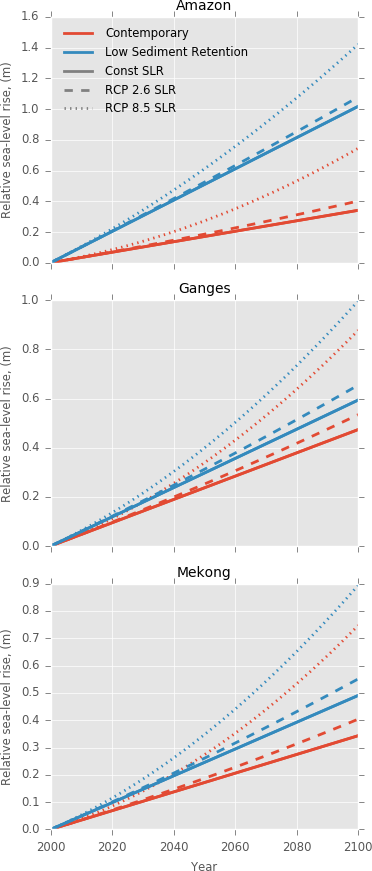 Amazon
1.6
1.4
1.2
1.0
0.8
0.6
0.4
0.2
0.0
Relative sea-level rise, (m)
Contemporary
Low Sediment Retention
Const SLR
RCP 2.6 SLR
RCP 8.5 SLR
Ganges
1.0
0.8
0.6
0.4
0.2
0.0
Relative sea-level rise, (m)
Mekong
0.9
0.8
0.7
0.6
0.5
0.4
0.3
0.2
0.1
0.0
Relative sea-level rise, (m)
2000 2020 2040 2060 2080 2100
Year